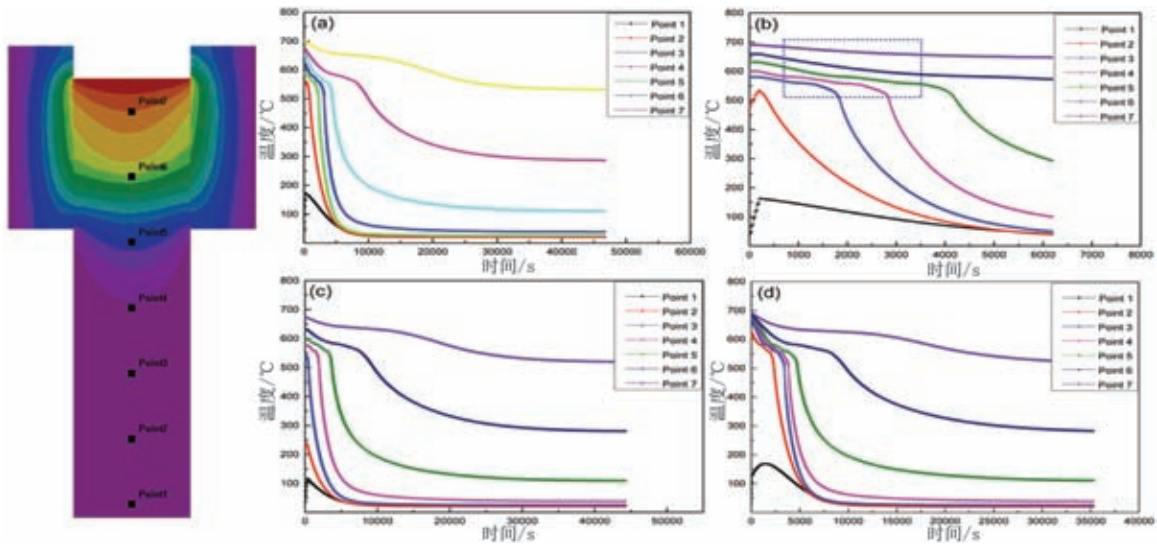 Point7
Point6
Point5
Point4
Point3
Point2
Point1
(a)
800
700
600
500
400
300
200
100
0
10000
20000
30000
40000
50000
60000
温度/℃
时间/s
Point 1
Point 2
Point 3
Point 4
Point 5
Point 6
Point 7
(b)
800
700
600
500
400
300
200
100
0
1000
2000
3000
4000
5000
6000
7000
8000
温度/℃
时间/s
Point 1
Point 2
Point 3
Point 4
Point 5
Point 6
Point 7
(c)
800
700
600
500
400
300
200
100
0
10000
20000
30000
40000
50000
温度/℃
时间/s
Point 1
Point 2
Point 3
Point 4
Point 5
Point 6
Point 7
(d)
800
700
600
500
400
300
200
100
0
5000
10000
15000
20000
25000
30000
35000
40000
温度/℃
时间/s
Point 1
Point 2
Point 3
Point 4
Point 5
Point 6
Point 7